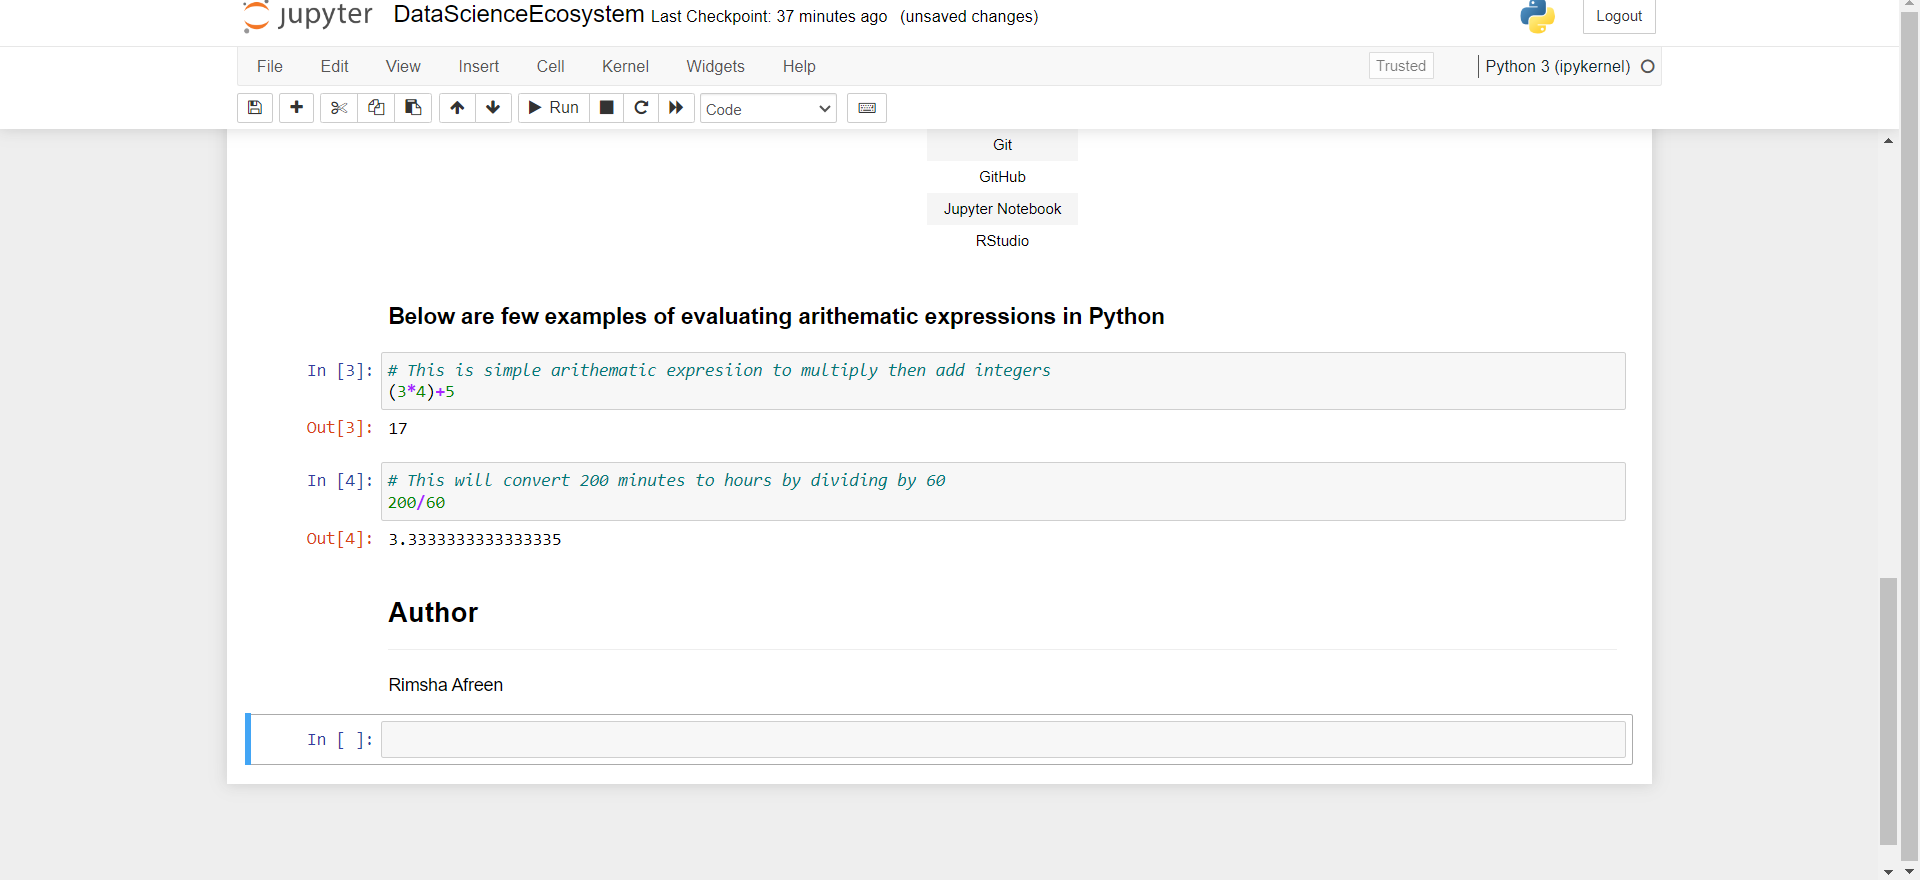 jupyter DataScienceEcosystem Last Checkpoint: 37 minutes ago (unsaved changes) Logout
File Edit View Insert Cell Kernel Widgets Help Trusted Python 3 (ipykernel)
Run Code
Git
GitHub
Jupyter Notebook
RStudio
Below are few examples of evaluating arithematic expressions in Python
In [3]: # This is simple arithematic expresiion to multiply then add integers
(3*4)+5
Out[3]: 17
In [4]: # This will convert 200 minutes to hours by dividing by 60
200/60
Out[4]: 3.3333333333333335
Author
Rimsha Afreen
In [ ]: